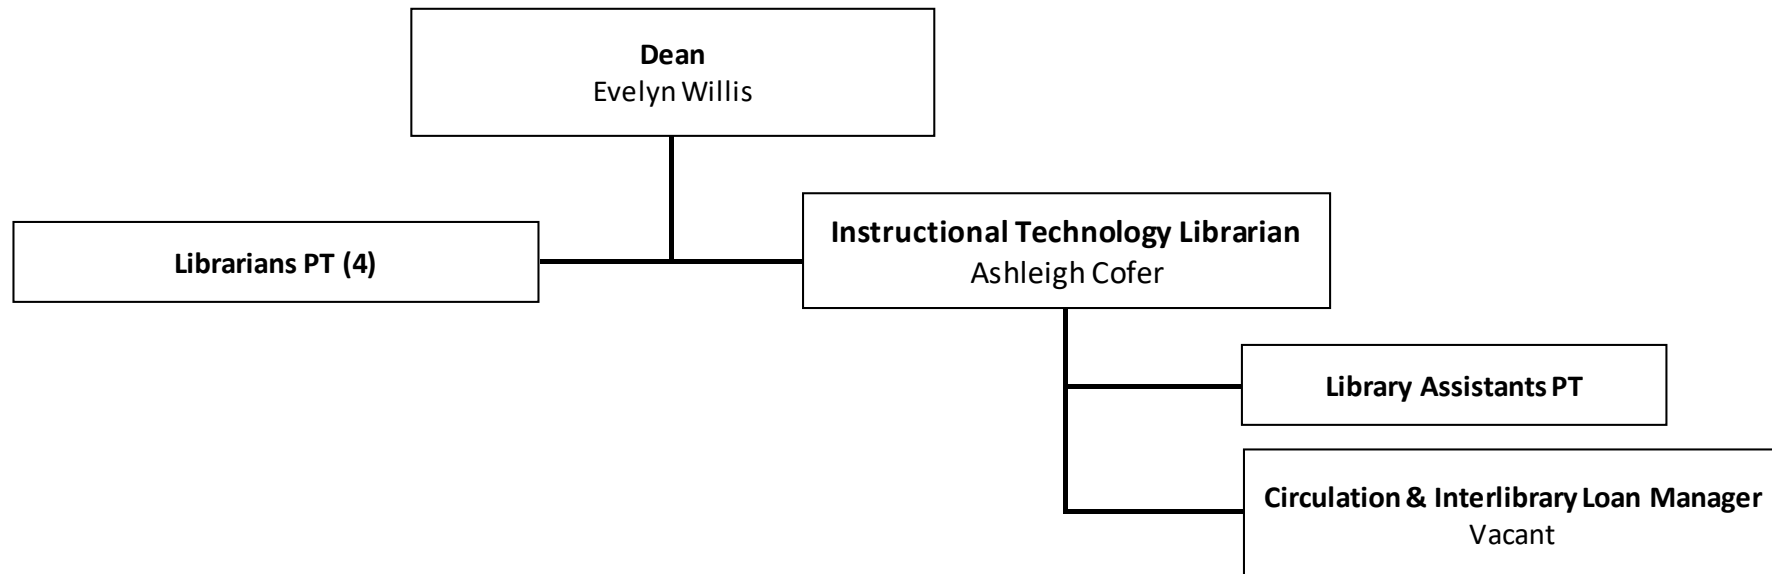 Dean
Evelyn Willis
Librarians PT (4)
Instructional Technology Librarian
Ashleigh Cofer
Library Assistants PT
Circulation & Interlibrary Loan Manager
Vacant